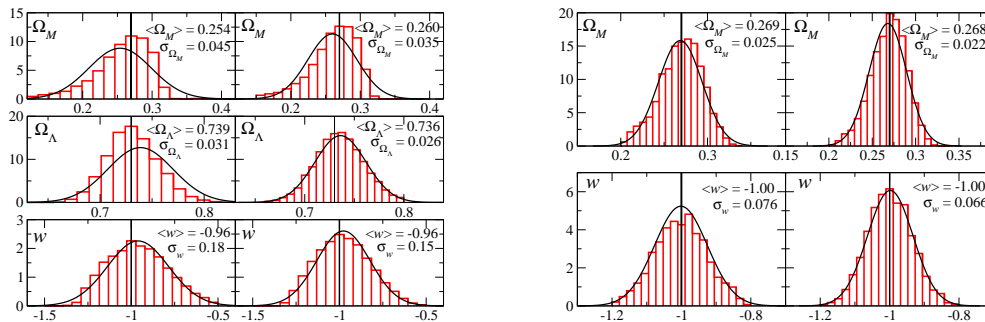 15
10
5
0
Ω_M
<Ω_M> = 0.254
σ_Ω_M = 0.045
Ω_M
<Ω_M> = 0.260
σ_Ω_M = 0.035
0.2 0.3 0.4 0.2 0.3 0.4
20
10
0
Ω_Λ
<Ω_Λ> = 0.739
σ_Ω_Λ = 0.031
Ω_Λ
<Ω_Λ> = 0.736
σ_Ω_Λ = 0.026
0.7 0.8 0.7 0.8
3
2
1
0
w
<w> = -0.96
σ_w = 0.18
w
<w> = -0.96
σ_w = 0.15
-1.5 -1 -0.5 -1 -0.5
20
15
10
5
0
Ω_M
<Ω_M> = 0.269
σ_Ω_M = 0.025
Ω_M
<Ω_M> = 0.268
σ_Ω_M = 0.022
0.2 0.3 0.15 0.2 0.25 0.3 0.35
6
4
2
0
w
<w> = -1.00
σ_w = 0.076
w
<w> = -1.00
σ_w = 0.066
-1.2 -1 -0.8 -1.2 -1 -0.8